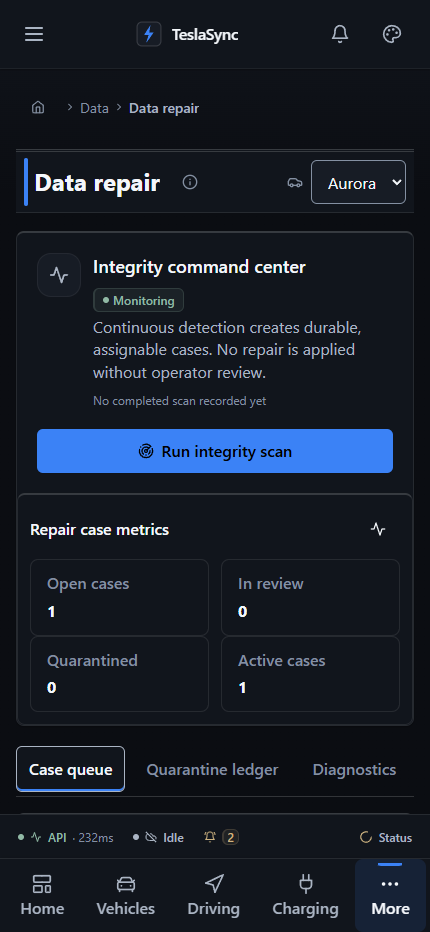 TeslaSync
Data
Data repair
Data repair
Aurora
Integrity command center
Monitoring
Continuous detection creates durable,
assignable cases. No repair is applied
without operator review.
No completed scan recorded yet
Run integrity scan
Repair case metrics
Open cases
1
In review
0
Quarantined
0
Active cases
1
Case queue
Quarantine ledger
Diagnostics
API · 232ms
Idle
2
Status
Home
Vehicles
Driving
Charging
More